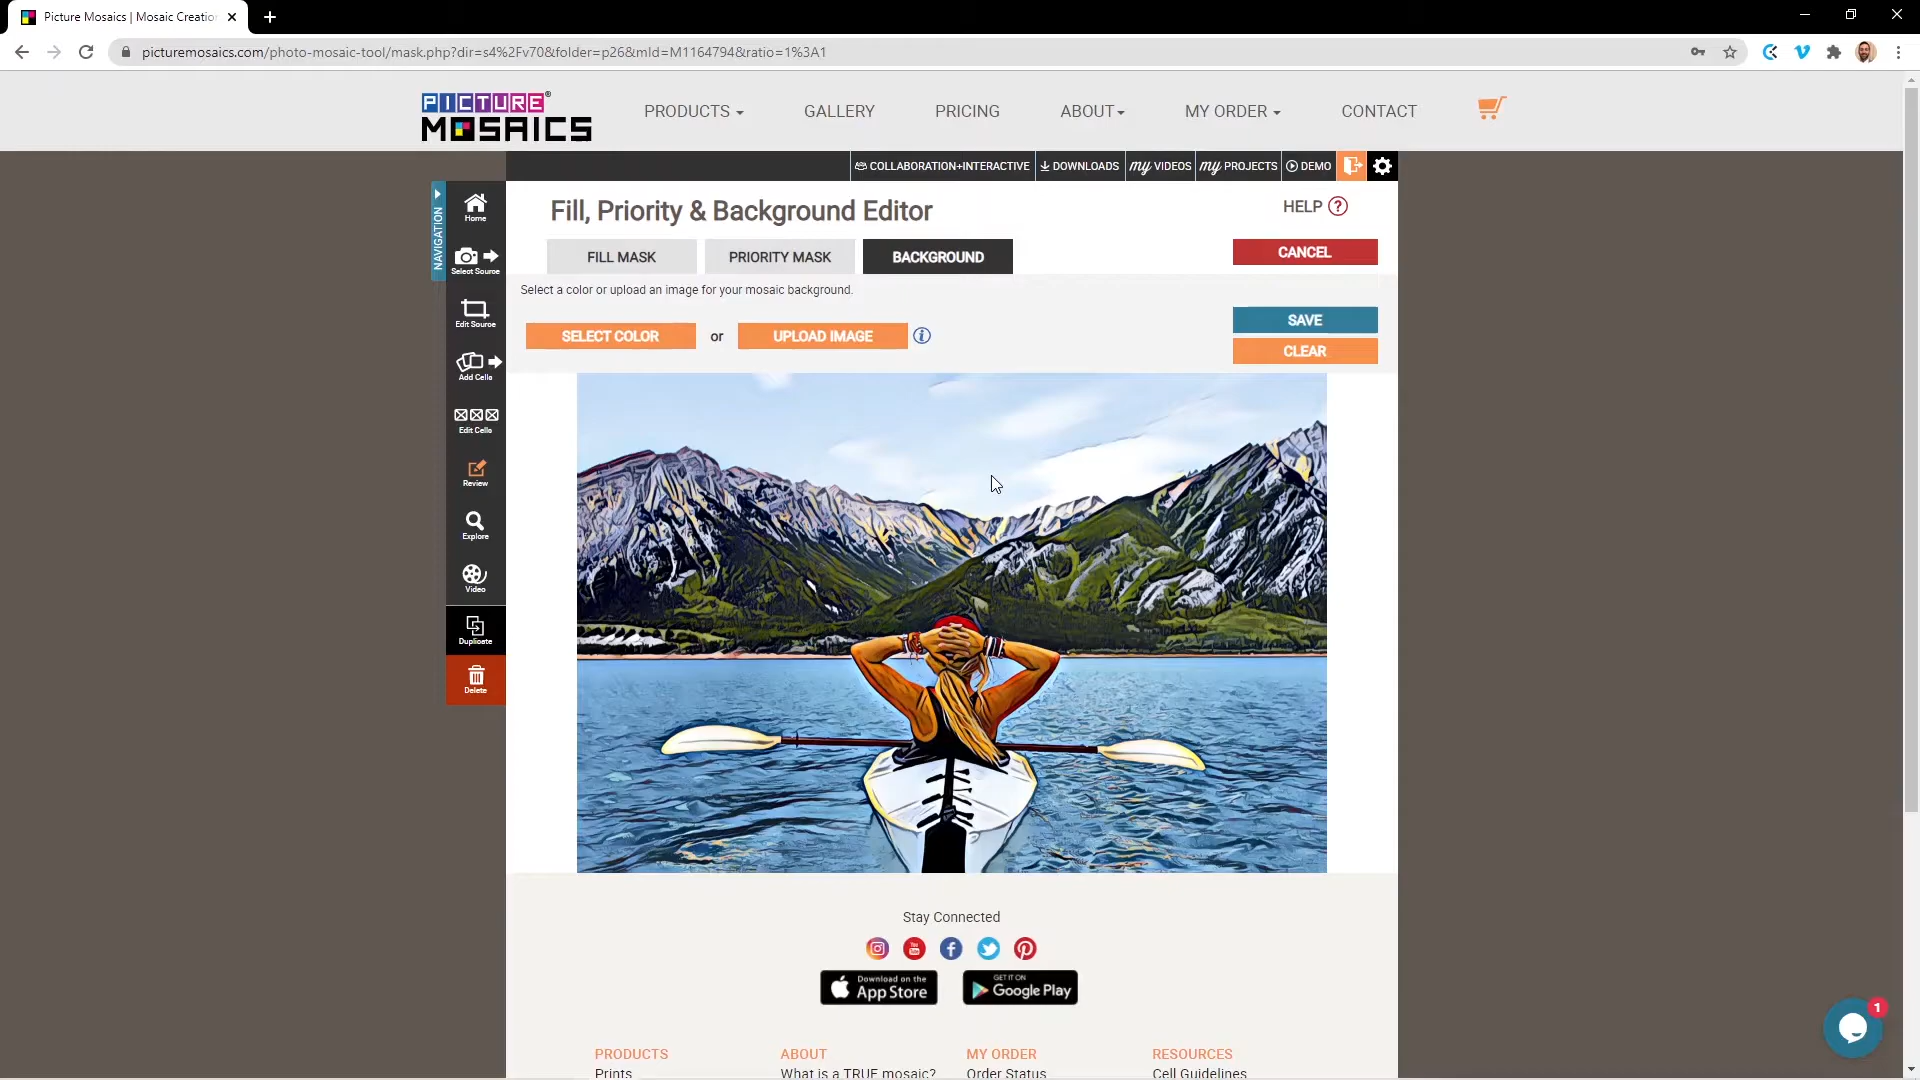 Picture Mosaics | Mosaic Creatio
picturemosaics.com/photo-mosaic-tool/mask.php?dir=s4%2Fv70&folder=p26&mId=M1164794&ratio=1%3A1
PICTURE®
MOSAICS
PRODUCTS
GALLERY
PRICING
ABOUT
MY ORDER
CONTACT
COLLABORATION+INTERACTIVE
DOWNLOADS
my VIDEOS
my PROJECTS
DEMO
NAVIGATION
Home
Select Source
Edit Source
Add Cells
Edit Cells
Review
Explore
Video
Duplicate
Delete
Fill, Priority & Background Editor
HELP ?
FILL MASK
PRIORITY MASK
BACKGROUND
CANCEL
Select a color or upload an image for your mosaic background.
SELECT COLOR
or
UPLOAD IMAGE
i
SAVE
CLEAR
Stay Connected
You
Tube
Download on the
App Store
GET IT ON
Google Play
PRODUCTS
ABOUT
MY ORDER
RESOURCES
Prints
What is a TRUE mosaic?
Order Status
Cell Guidelines
1